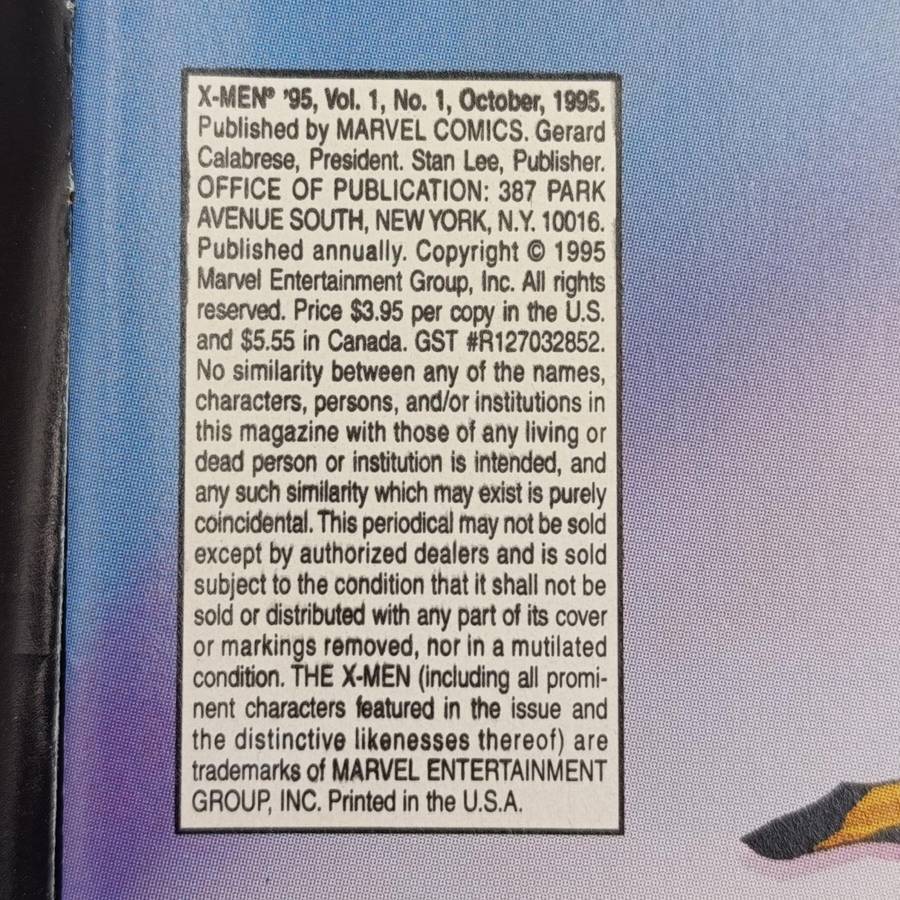 X-MEN® '95, Vol. 1, No. 1, October, 1995.
Published by MARVEL COMICS. Gerard
Calabrese, President. Stan Lee, Publisher.
OFFICE OF PUBLICATION: 387 PARK
AVENUE SOUTH, NEW YORK, N.Y. 10016.
Published annually. Copyright © 1995
Marvel Entertainment Group, Inc. All rights
reserved. Price $3.95 per copy in the U.S.
and $5.55 in Canada. GST #R127032852.
No similarity between any of the names,
characters, persons, and/or institutions in
this magazine with those of any living or
dead person or institution is intended, and
any such similarity which may exist is purely
coincidental. This periodical may not be sold
except by authorized dealers and is sold
subject to the condition that it shall not be
sold or distributed with any part of its cover
or markings removed, nor in a mutilated
condition. THE X-MEN (including all promi-
nent characters featured in the issue and
the distinctive likenesses thereof) are
trademarks of MARVEL ENTERTAINMENT
GROUP, INC. Printed in the U.S.A.